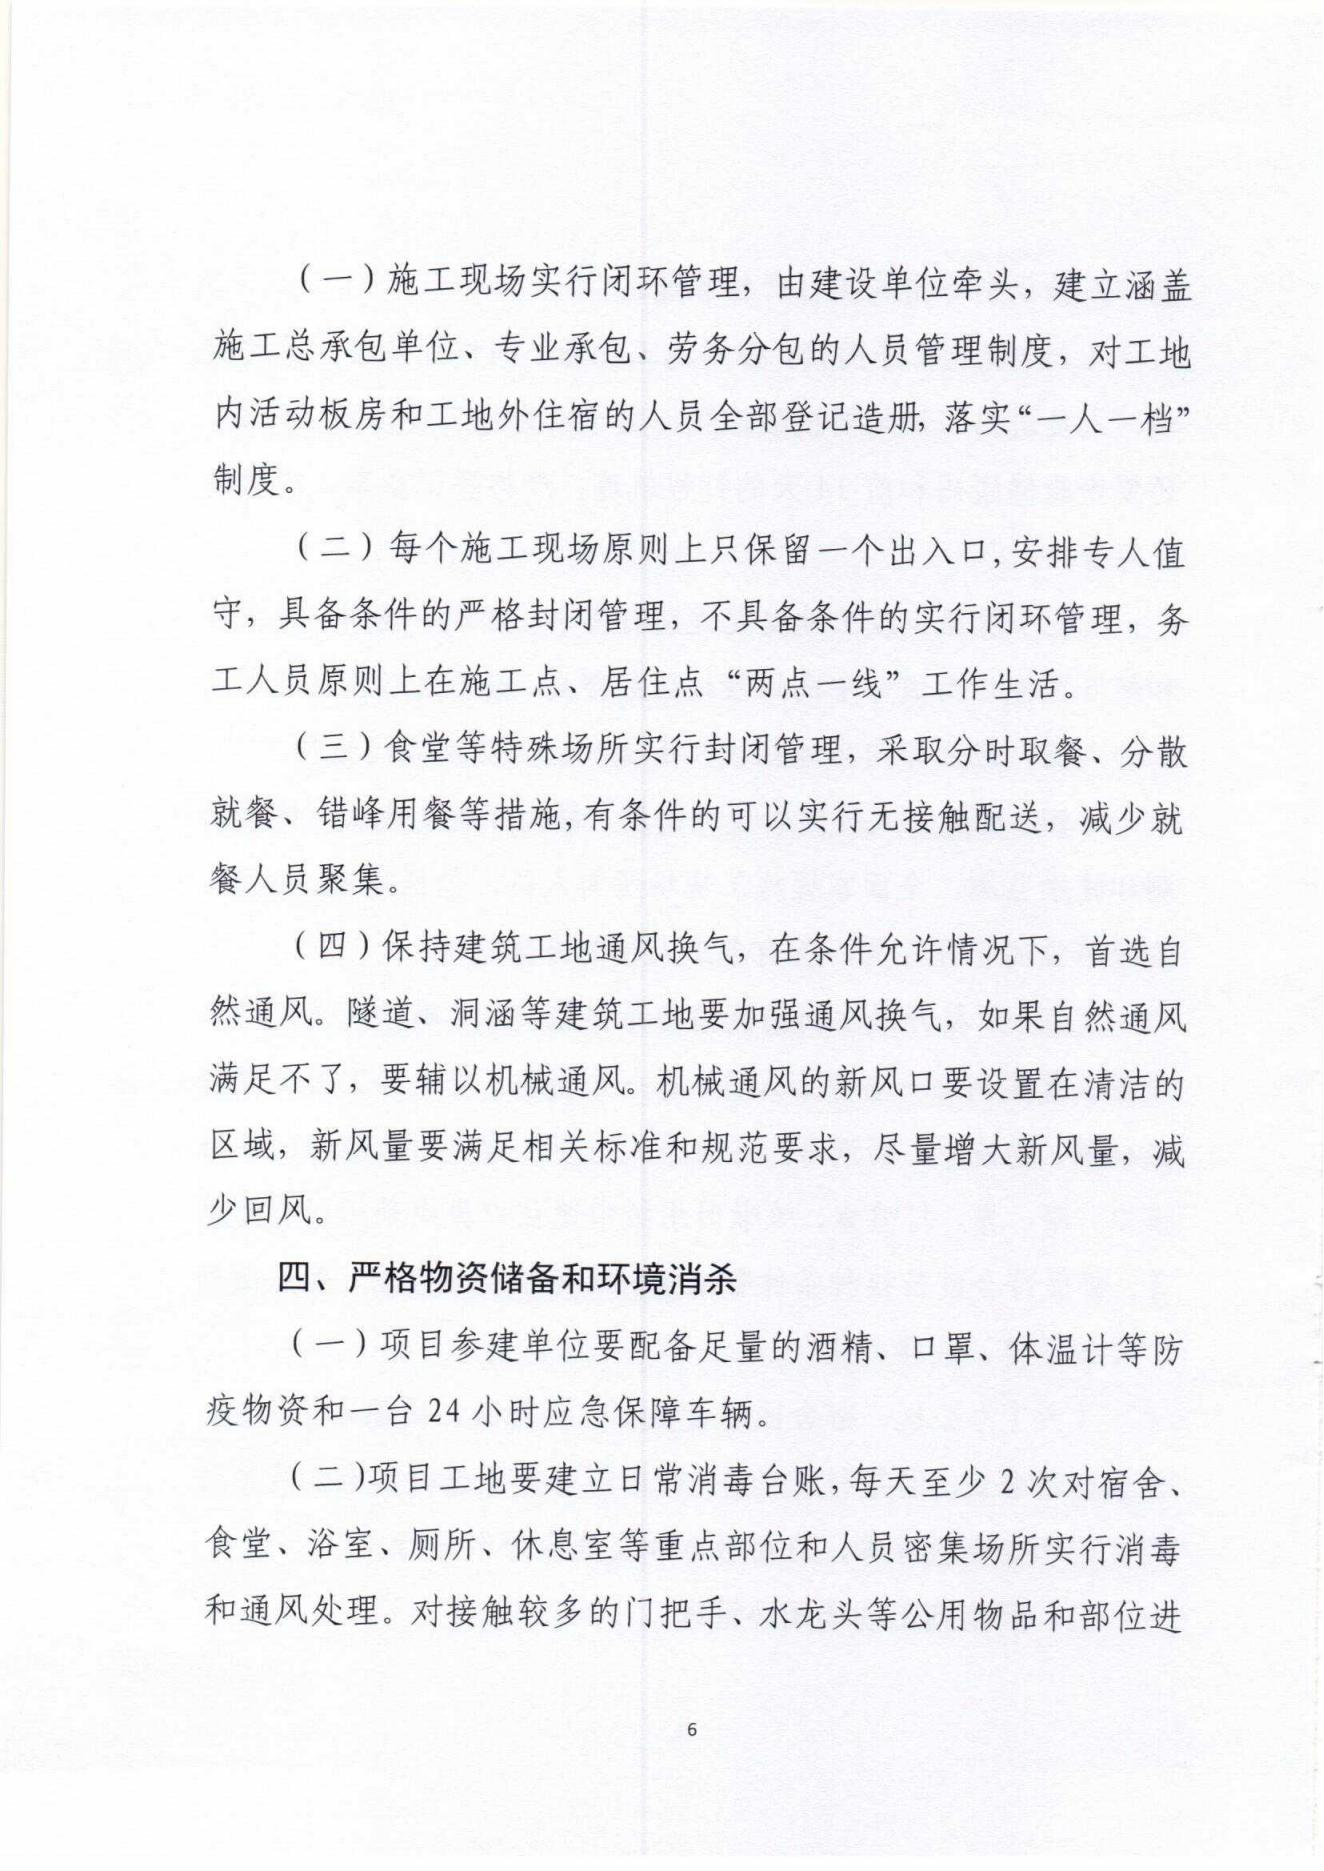 （一）施工现场实行闭环管理，由建设单位牵头，建立涵盖
施工总承包单位、专业承包、劳务分包的人员管理制度，对工地
内活动板房和工地外住宿的人员全部登记造册，落实“一人一档”
制度。
（二）每个施工现场原则上只保留一个出入口，安排专人值
守，具备条件的严格封闭管理，不具备条件的实行闭环管理，务
工人员原则上在施工点、居住点“两点一线”工作生活。
（三）食堂等特殊场所实行封闭管理，采取分时取餐、分散
就餐、错峰用餐等措施，有条件的可以实行无接触配送，减少就
餐人员聚集。
（四）保持建筑工地通风换气，在条件允许情况下，首选自
然通风。隧道、洞涵等建筑工地要加强通风换气，如果自然通风
满足不了，要辅以机械通风。机械通风的新风口要设置在清洁的
区域，新风量要满足相关标准和规范要求，尽量增大新风量，减
少回风。
四、严格物资储备和环境消杀
（一）项目参建单位要配备足量的酒精、口罩、体温计等防
疫物资和一台 24 小时应急保障车辆。
（二)项目工地要建立日常消毒台账，每天至少 2 次对宿舍、
食堂、浴室、厕所、休息室等重点部位和人员密集场所实行消毒
和通风处理。对接触较多的门把手、水龙头等公用物品和部位进
6